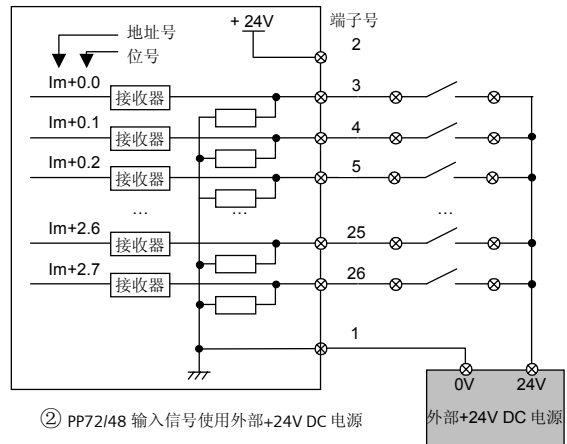 + 24V
端子号
地址号
位号
2
Im+0.0
接收器
3
Im+0.1
接收器
4
Im+0.2
接收器
5
... ... ...
Im+2.6
接收器
25
Im+2.7
接收器
26
1
0V 24V
② PP72/48 输入信号使用外部+24V DC 电源
外部+24V DC 电源